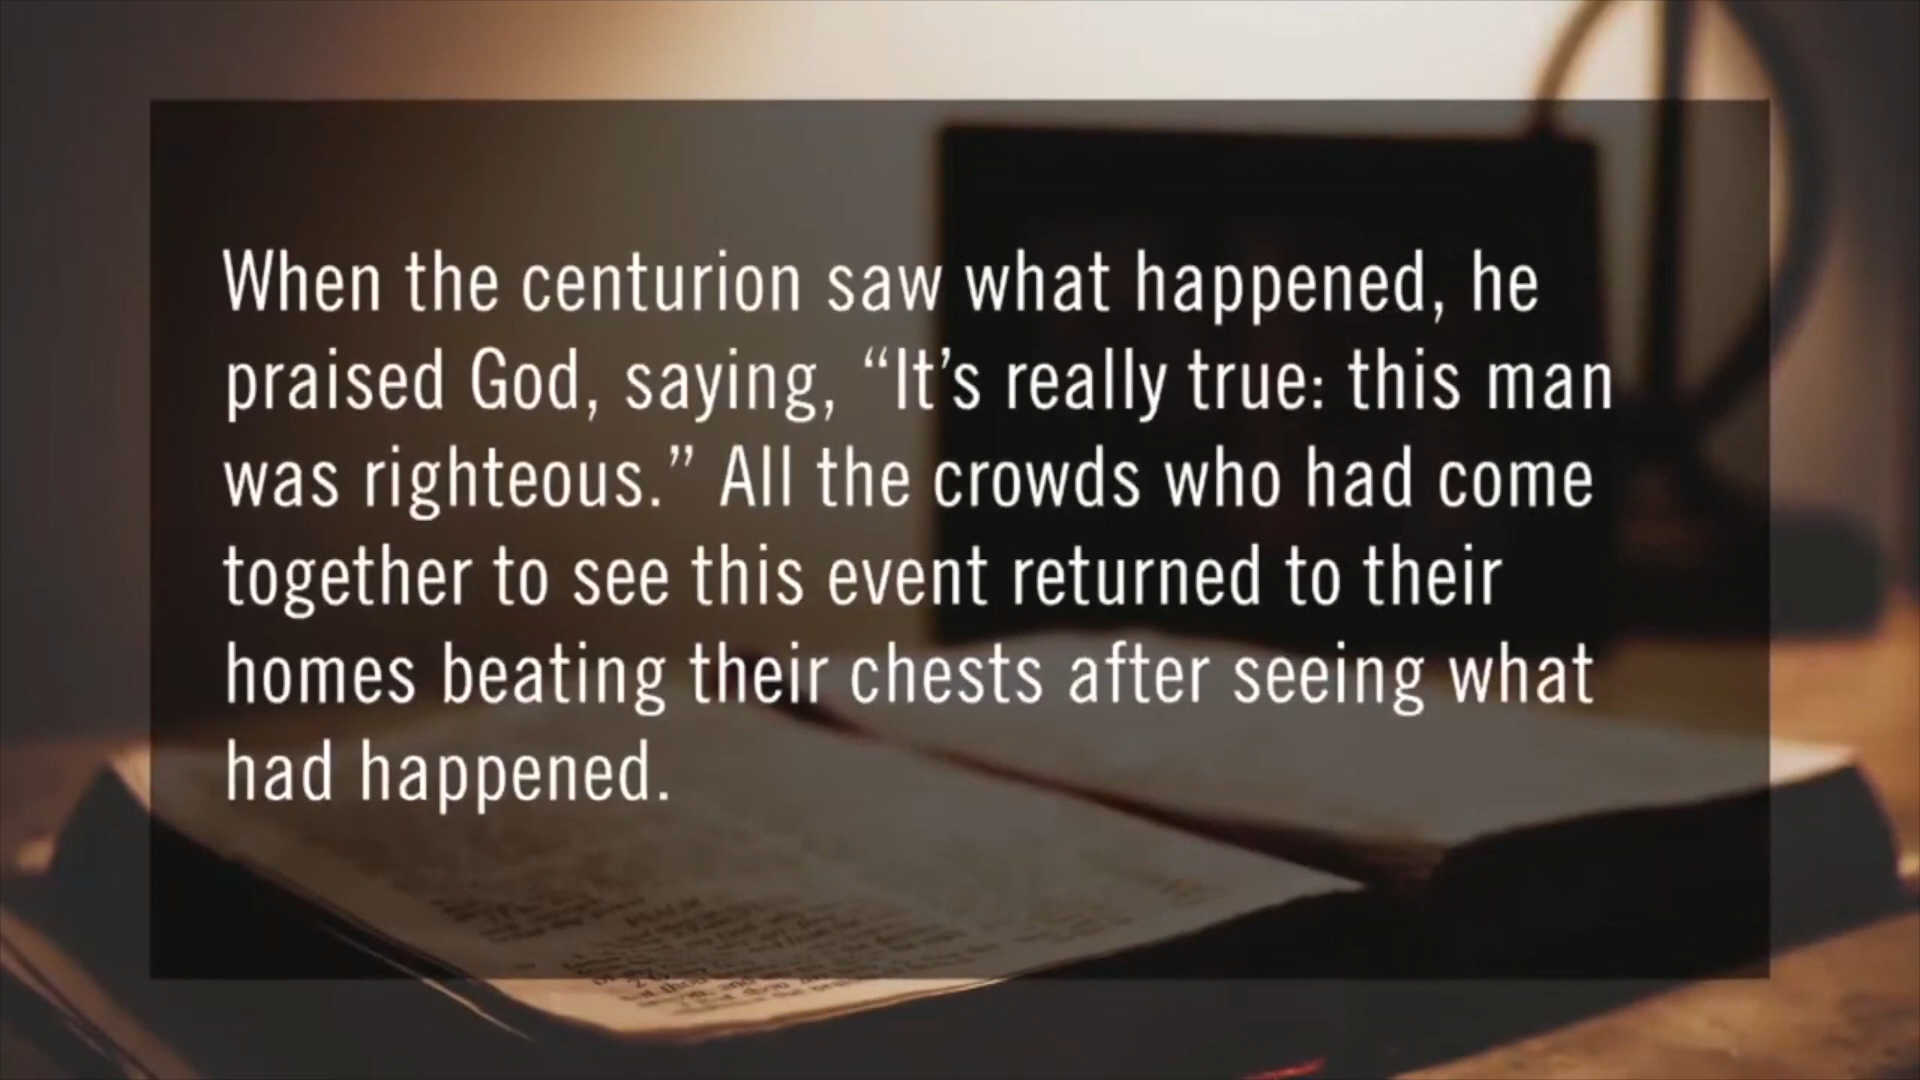 When the centurion saw what happened, he
praised God, saying, “It’s really true: this man
was righteous.” All the crowds who had come
together to see this event returned to their
homes beating their chests after seeing what
had happened.